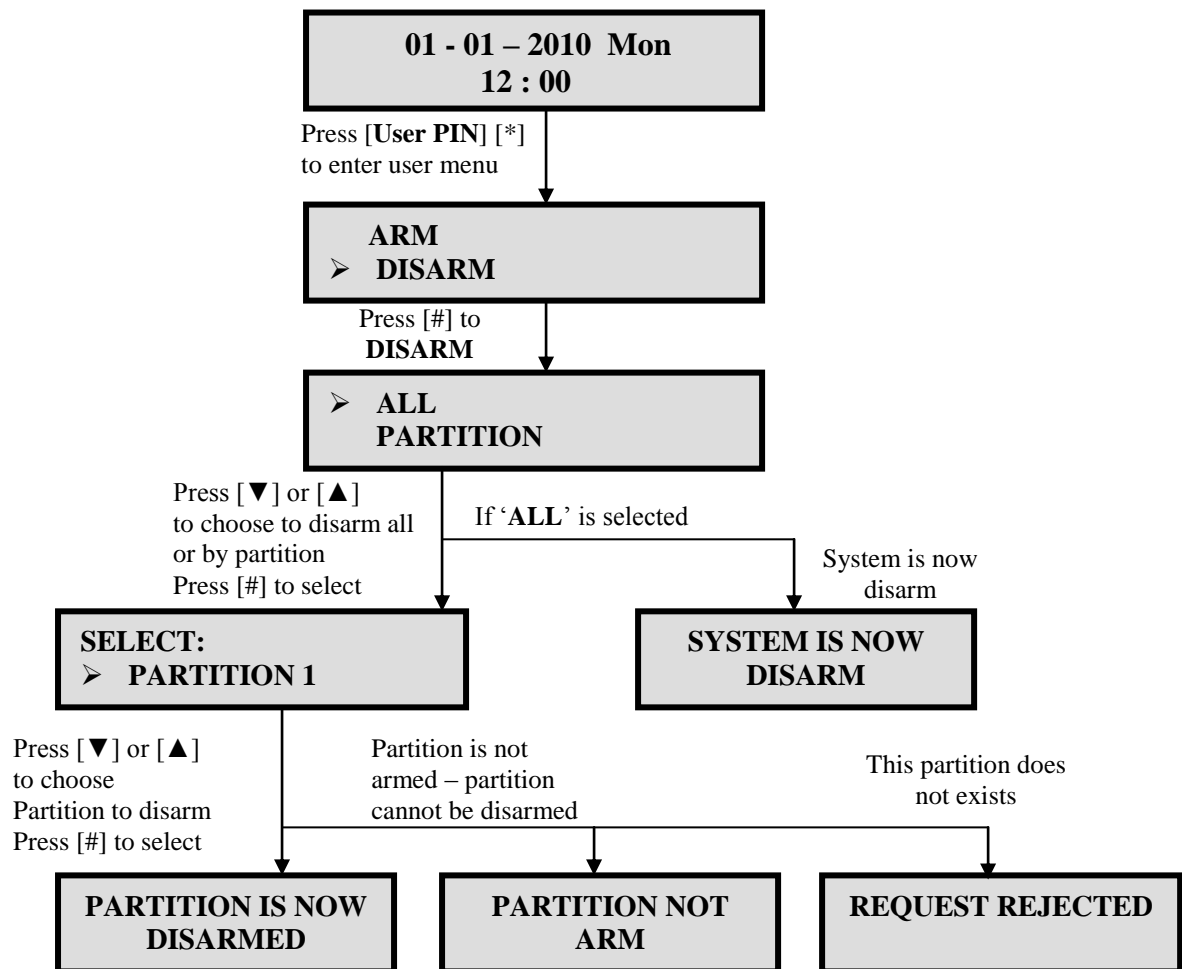 01 - 01 – 2010 Mon
12 : 00
Press [User PIN] [*]
to enter user menu
ARM
➢ DISARM
Press [#] to
DISARM
➢ ALL
PARTITION
Press [▼] or [▲]
to choose to disarm all
or by partition
Press [#] to select
If ‘ALL’ is selected
System is now
disarm
SELECT:
➢ PARTITION 1
SYSTEM IS NOW
DISARM
Press [▼] or [▲]
to choose
Partition to disarm
Press [#] to select
Partition is not
armed – partition
cannot be disarmed
This partition does
not exists
PARTITION IS NOW
DISARMED
PARTITION NOT
ARM
REQUEST REJECTED